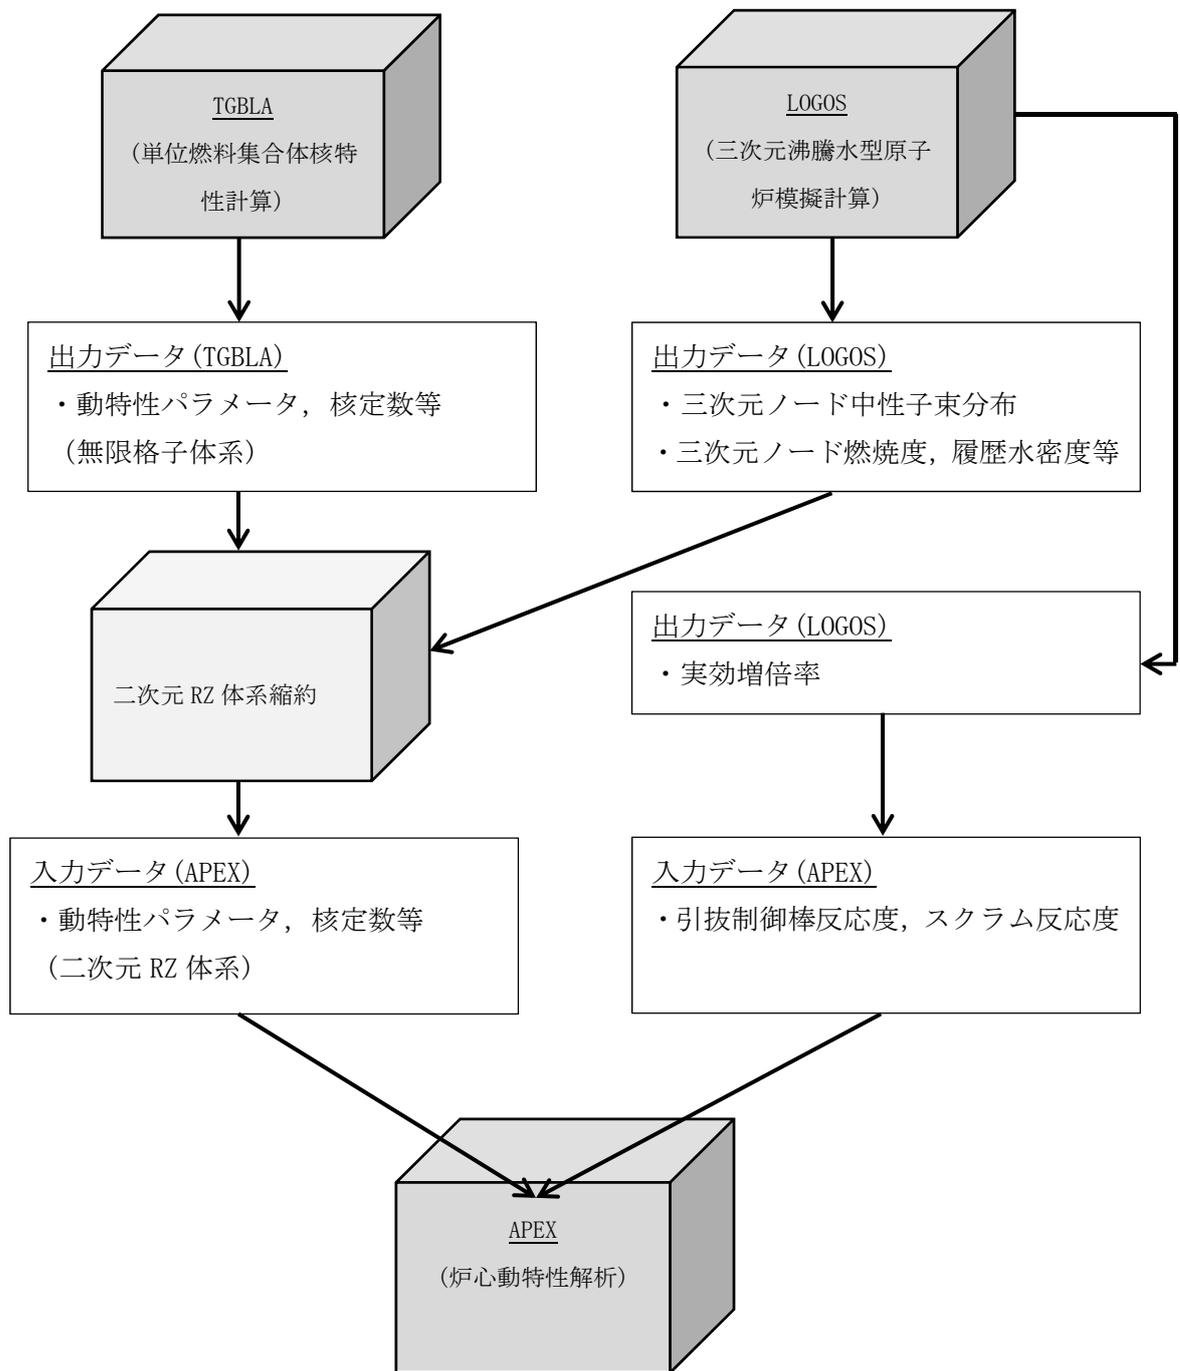 TGBLA
（単位燃料集合体核特
性計算）
LOGOS
（三次元沸騰水型原子
炉模擬計算）
出力データ(TGBLA)
・動特性パラメータ，核定数等
（無限格子体系）
出力データ(LOGOS)
・三次元ノード中性子束分布
・三次元ノード燃焼度，履歴水密度等
二次元 RZ 体系縮約
出力データ(LOGOS)
・実効増倍率
入力データ(APEX)
・動特性パラメータ，核定数等
（二次元 RZ 体系）
入力データ(APEX)
・引抜制御棒反応度，スクラム反応度
APEX
（炉心動特性解析）